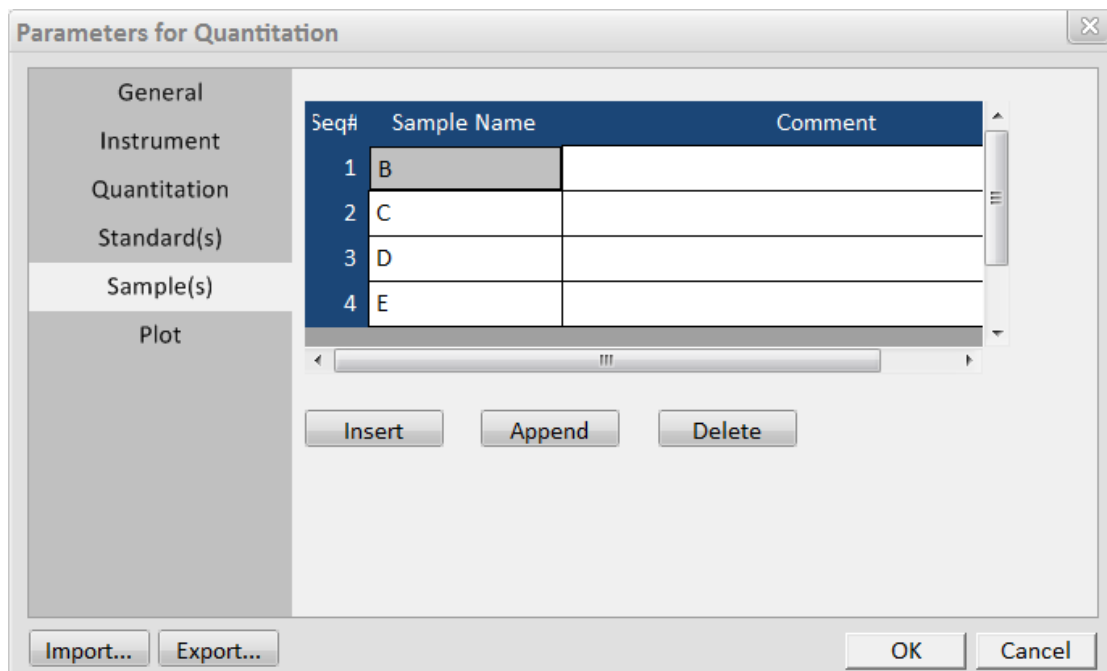 Parameters for Quantitation
General
Instrument
Quantitation
Standard(s)
Sample(s)
Plot
Seq# Sample Name Comment
1 B
2 C
3 D
4 E
Insert Append Delete
Import... Export... OK Cancel